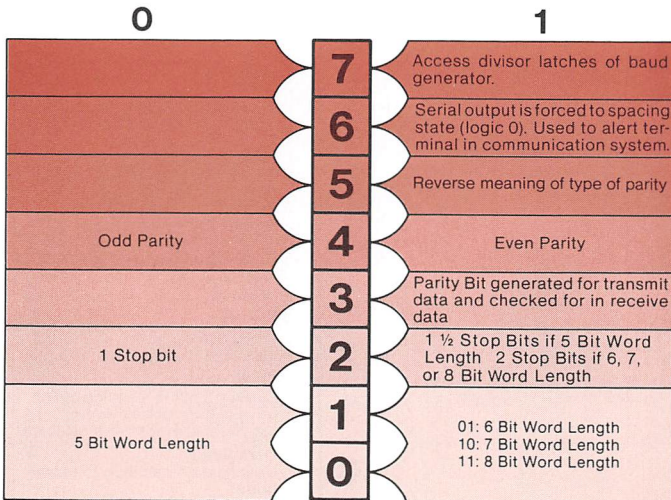 0 1
7 Access divisor latches of baud
generator.
6 Serial output is forced to spacing
state (logic 0). Used to alert ter-
minal in communication system.
5 Reverse meaning of type of parity
Odd Parity 4 Even Parity
3 Parity Bit generated for transmit
data and checked for in receive
data
1 Stop bit 2 1 ½ Stop Bits if 5 Bit Word
Length 2 Stop Bits if 6, 7,
or 8 Bit Word Length
1
5 Bit Word Length
01: 6 Bit Word Length
10: 7 Bit Word Length
11: 8 Bit Word Length
0